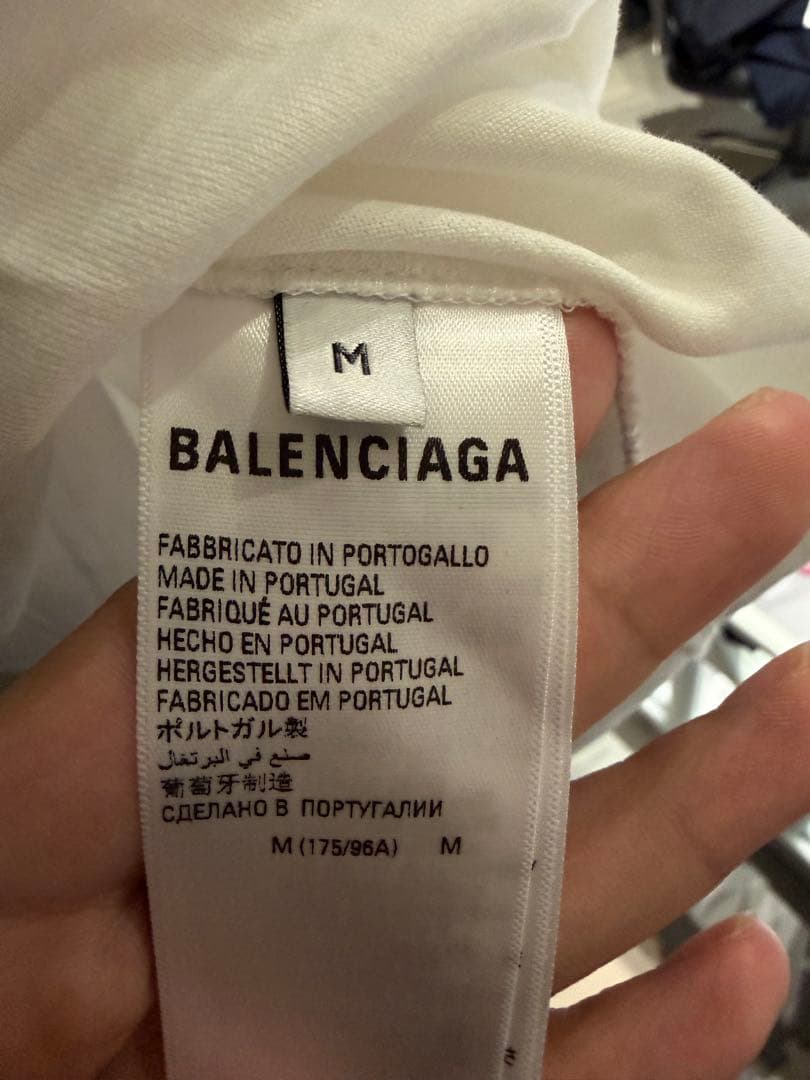 M
BALENCIAGA
FABBRICATO IN PORTOGALLO
MADE IN PORTUGAL
FABRIQUÉ AU PORTUGAL
HECHO EN PORTUGAL
HERGESTELLT IN PORTUGAL
FABRICADO EM PORTUGAL
ポルトガル製
صنع في البرتغال
葡萄牙制造
СДЕЛАНО В ПОРТУГАЛИИ
M (175/96A) M